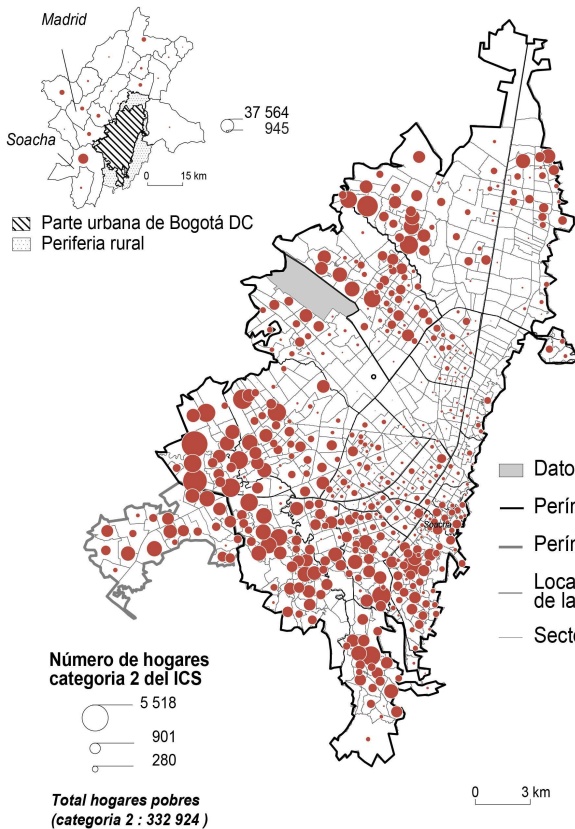 Madrid
Soacha
37 564
945
0 15 km
Parte urbana de Bogotá DC
Periferia rural
Dato
Perín
Perín
Loca
de la
Secto
Soacha
Número de hogares
categoria 2 del ICS
5 518
901
280
Total hogares pobres
(categoria 2 : 332 924 )
0 3 km